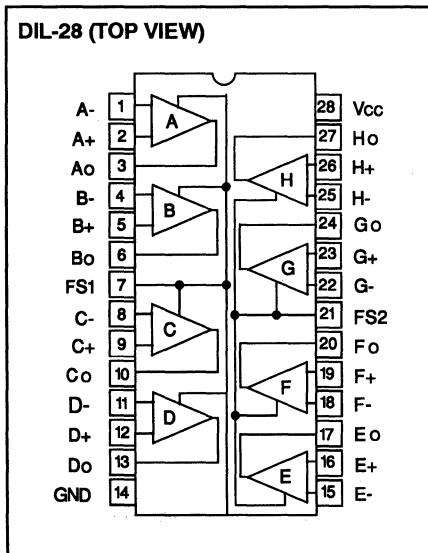 DIL-28 (TOP VIEW)
A- 1 A 28 Vcc
A+ 2 27 Ho
Ao 3 H 26 H+
B- 4 B 25 H-
B+ 5 24 Go
Bo 6 G 23 G+
FS1 7 22 G-
C- 8 C 21 FS2
C+ 9 20 Fo
Co 10 F 19 F+
D- 11 D 18 F-
D+ 12 17 Eo
Do 13 E 16 E+
GND 14 15 E-